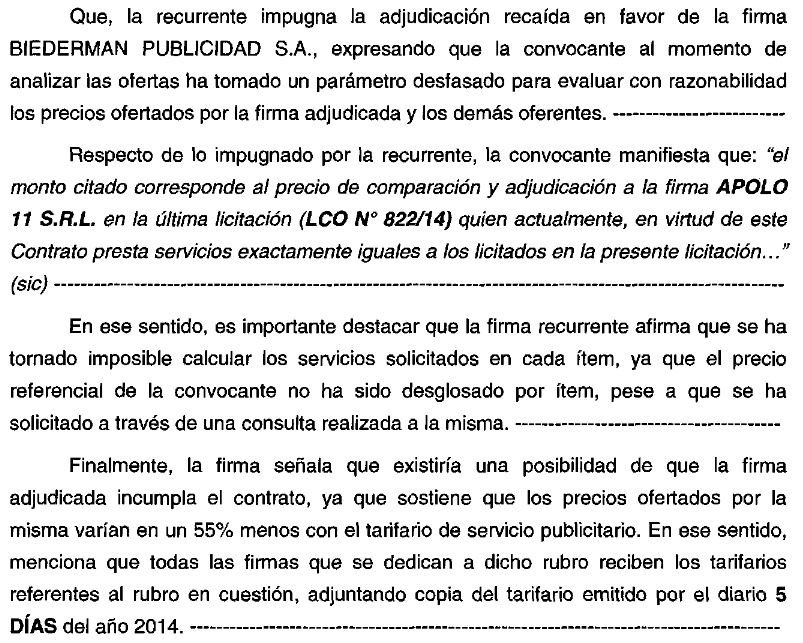 Que, la recurrente impugna la adjudicación recaída en favor de la firma
BIEDERMAN PUBLICIDAD S.A., expresando que la convocante al momento de
analizar las ofertas ha tomado un parámetro desfasado para evaluar con razonabilidad
los precios ofertados por la firma adjudicada y los demás oferentes. --------------------------
Respecto de lo impugnado por la recurrente, la convocante manifiesta que: "el
monto citado corresponde al precio de comparación y adjudicación a la firma APOLO
11 S.R.L. en la última licitación (LCO N° 822/14) quien actualmente, en virtud de este
Contrato presta servicios exactamente iguales a los licitados en la presente licitación..."
(sic) ----------------------------------------------------------------------------------------------------------------
En ese sentido, es importante destacar que la firma recurrente afirma que se ha
tornado imposible calcular los servicios solicitados en cada ítem, ya que el precio
referencial de la convocante no ha sido desglosado por ítem, pese a que se ha
solicitado a través de una consulta realizada a la misma. ----------------------------------------
Finalmente, la firma señala que existiría una posibilidad de que la firma
adjudicada incumpla el contrato, ya que sostiene que los precios ofertados por la
misma varían en un 55% menos con el tarifario de servicio publicitario. En ese sentido,
menciona que todas las firmas que se dedican a dicho rubro reciben los tarifarios
referentes al rubro en cuestión, adjuntando copia del tarifario emitido por el diario 5
DÍAS del año 2014. ------------------------------------------------------------------------------------------